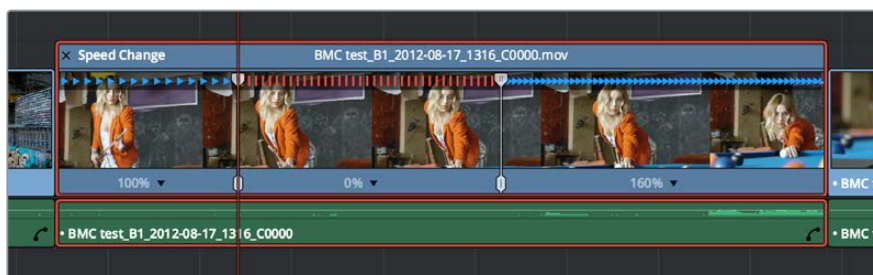 × Speed Change BMC test_B1_2012-08-17_1316_C0000.mov
100% ▼ 0% ▼ 160% ▼
• BMC
• BMC test_B1_2012-08-17_1316_C0000
• BMC